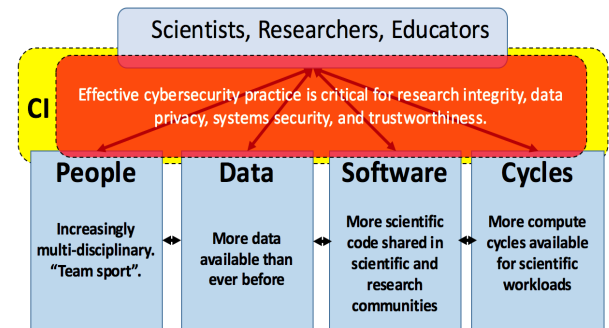 Scientists, Researchers, Educators
CI
Effective cybersecurity practice is critical for research integrity, data
privacy, systems security, and trustworthiness.
People
Increasingly
multi-disciplinary.
“Team sport”.
Data
More data
available than
ever before
Software
More scientific
code shared in
scientific and
research
communities
Cycles
More compute
cycles available
for scientific
workloads